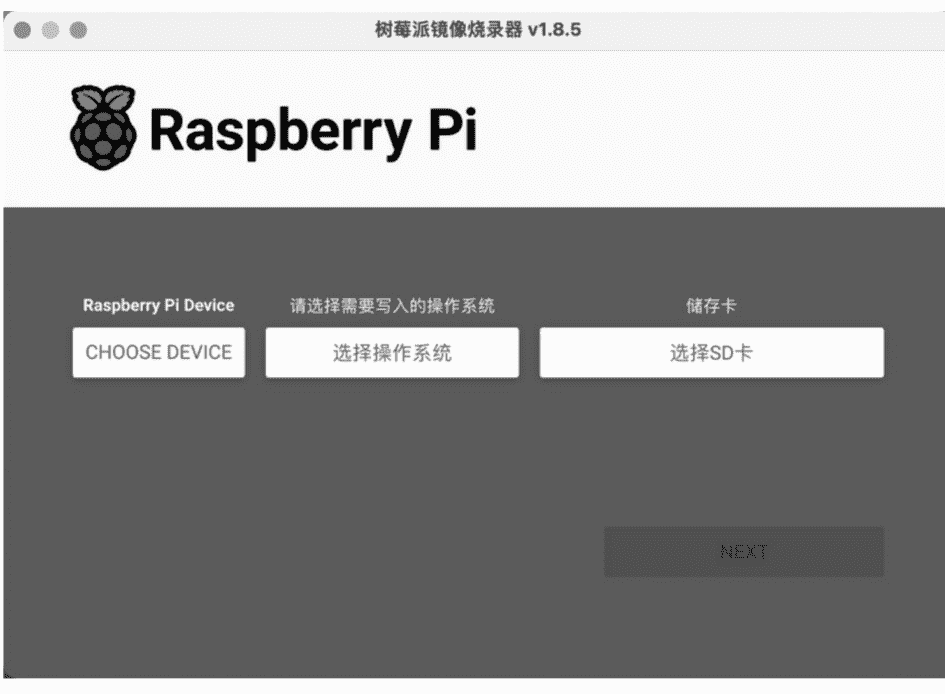 树莓派镜像烧录器 v1.8.5
Raspberry Pi
Raspberry Pi Device
请选择需要写入的操作系统
储存卡
CHOOSE DEVICE
选择操作系统
选择SD卡
NEXT